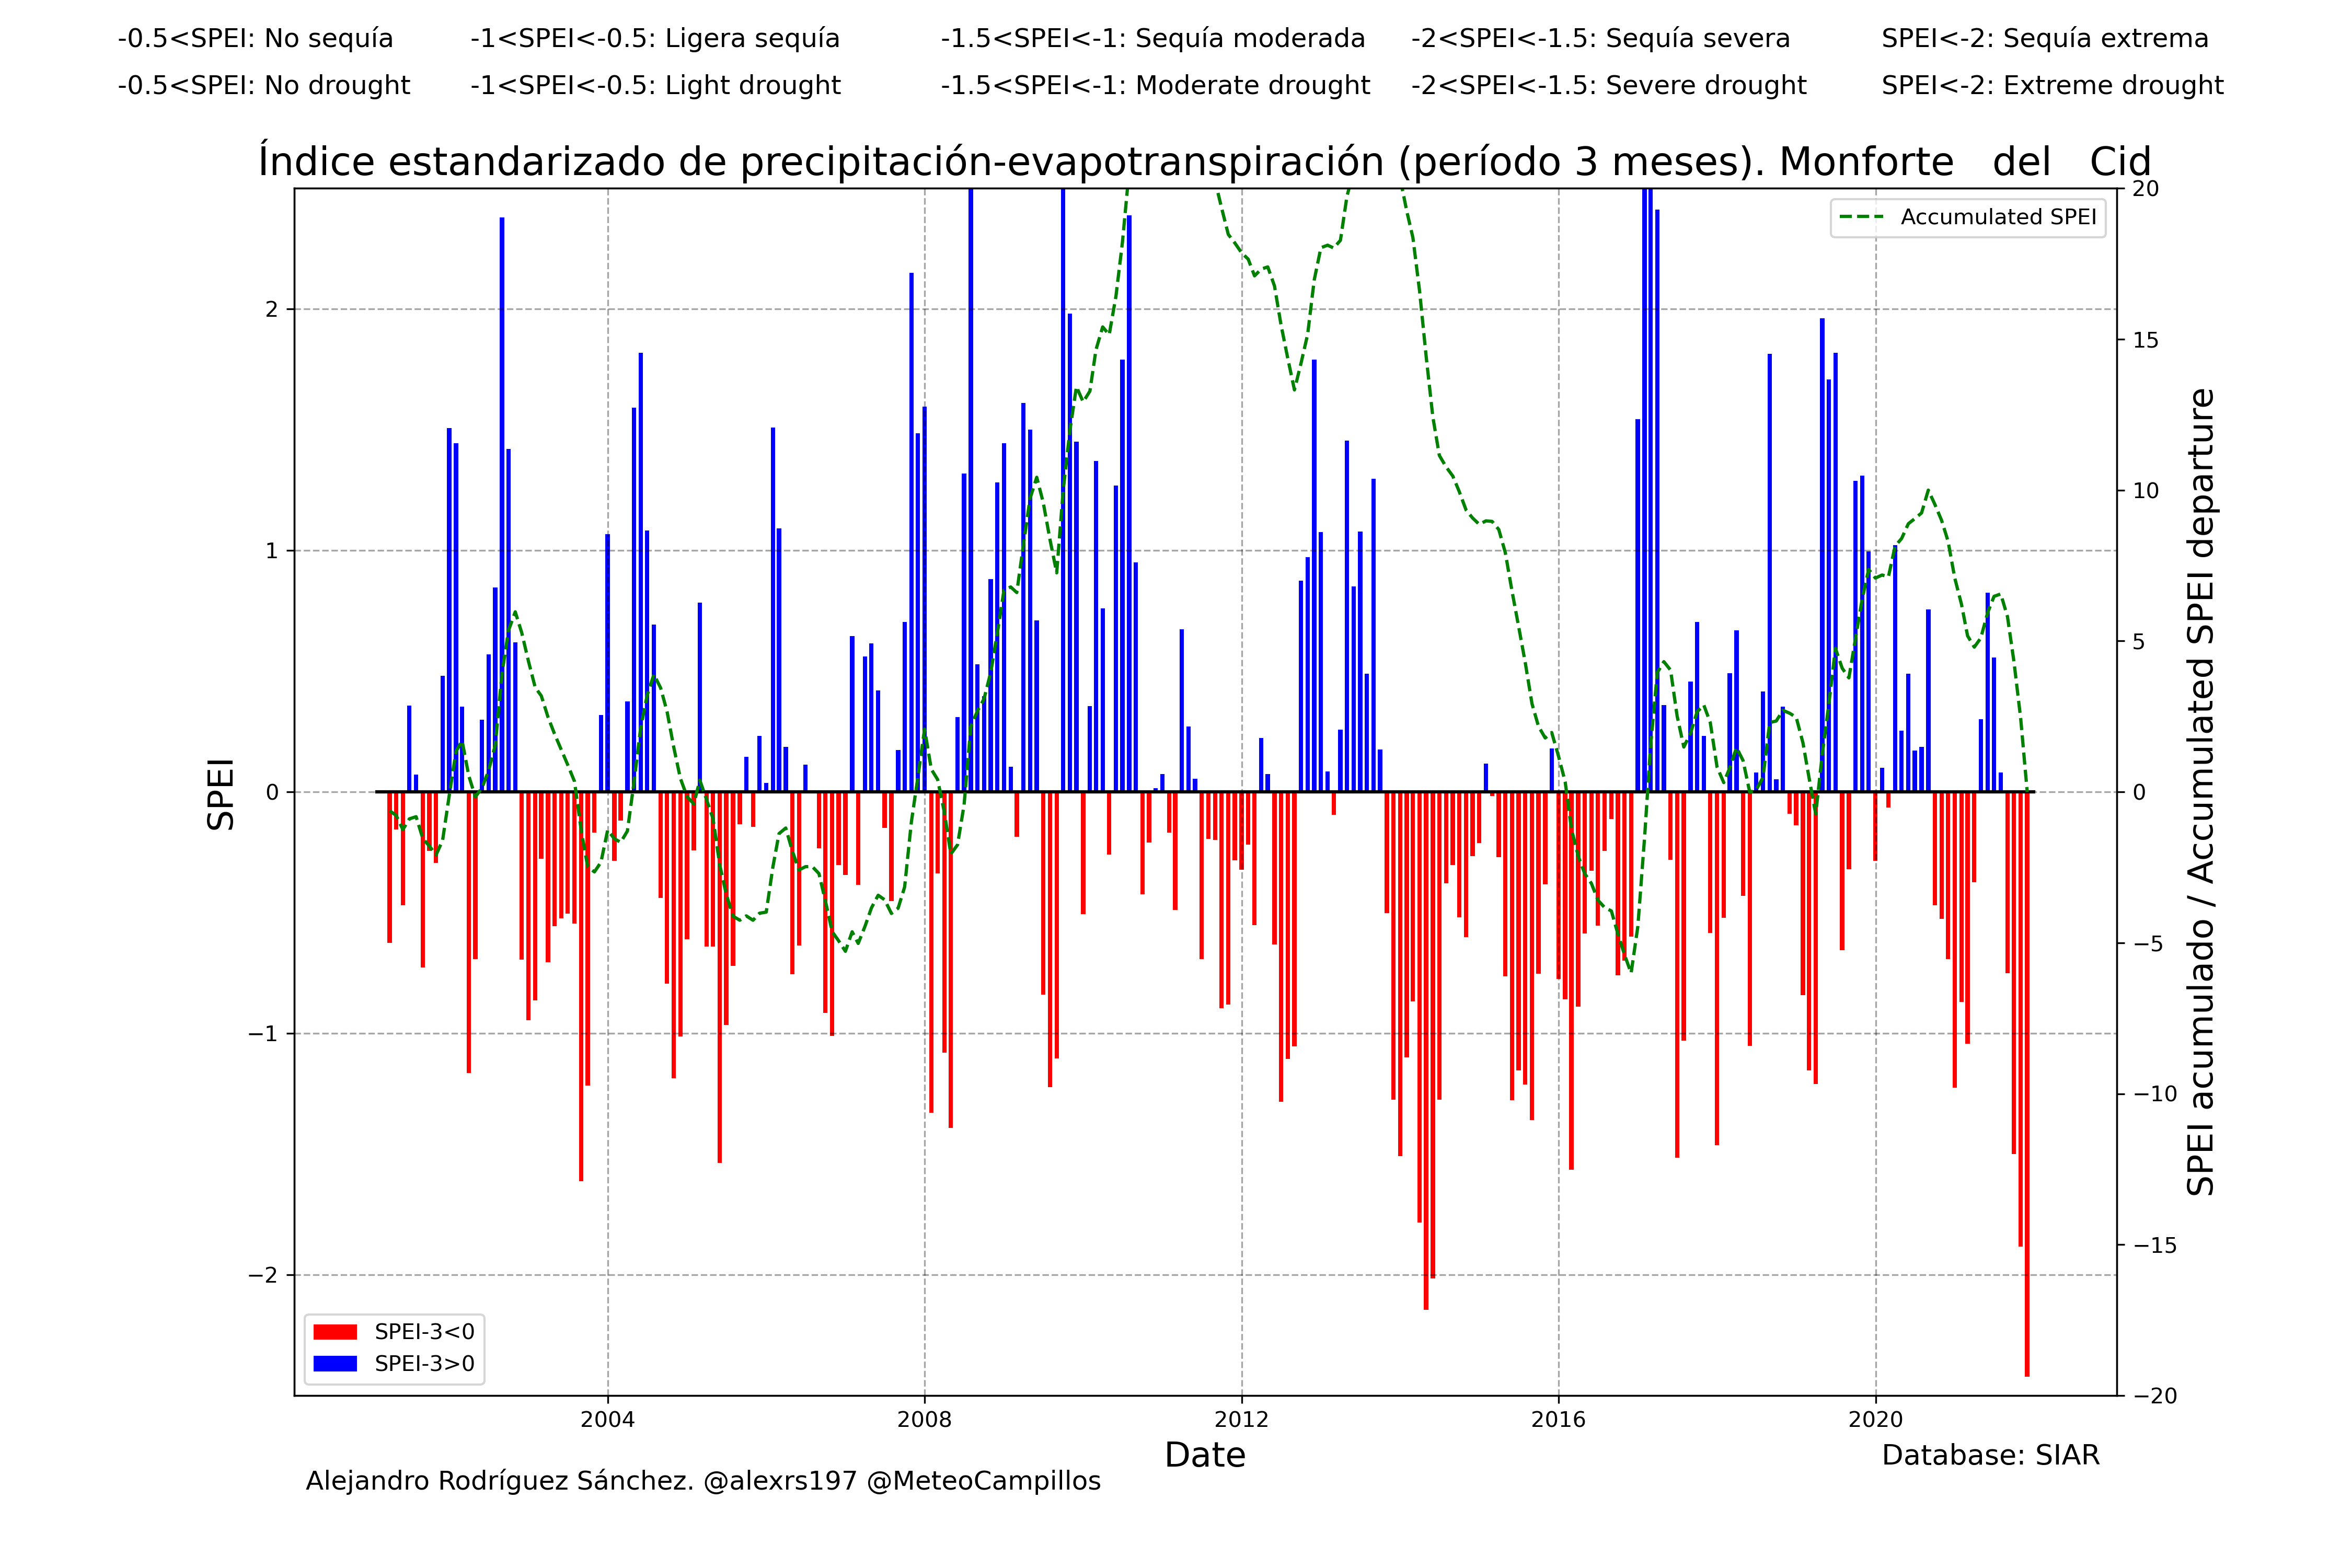 -0.5<SPEI: No sequía -1<SPEI<-0.5: Ligera sequía -1.5<SPEI<-1: Sequía moderada -2<SPEI<-1.5: Sequía severa SPEI<-2: Sequía extrema
-0.5<SPEI: No drought -1<SPEI<-0.5: Light drought -1.5<SPEI<-1: Moderate drought -2<SPEI<-1.5: Severe drought SPEI<-2: Extreme drought
Índice estandarizado de precipitación-evapotranspiración (período 3 meses). Monforte del Cid
Accumulated SPEI
SPEI
2
1
0
−1
−2
20
15
10
5
0
−5
−10
−15
−20
SPEI acumulado / Accumulated SPEI departure
SPEI-3<0
SPEI-3>0
2004 2008 2012 2016 2020
Date
Database: SIAR
Alejandro Rodríguez Sánchez. @alexrs197 @MeteoCampillos